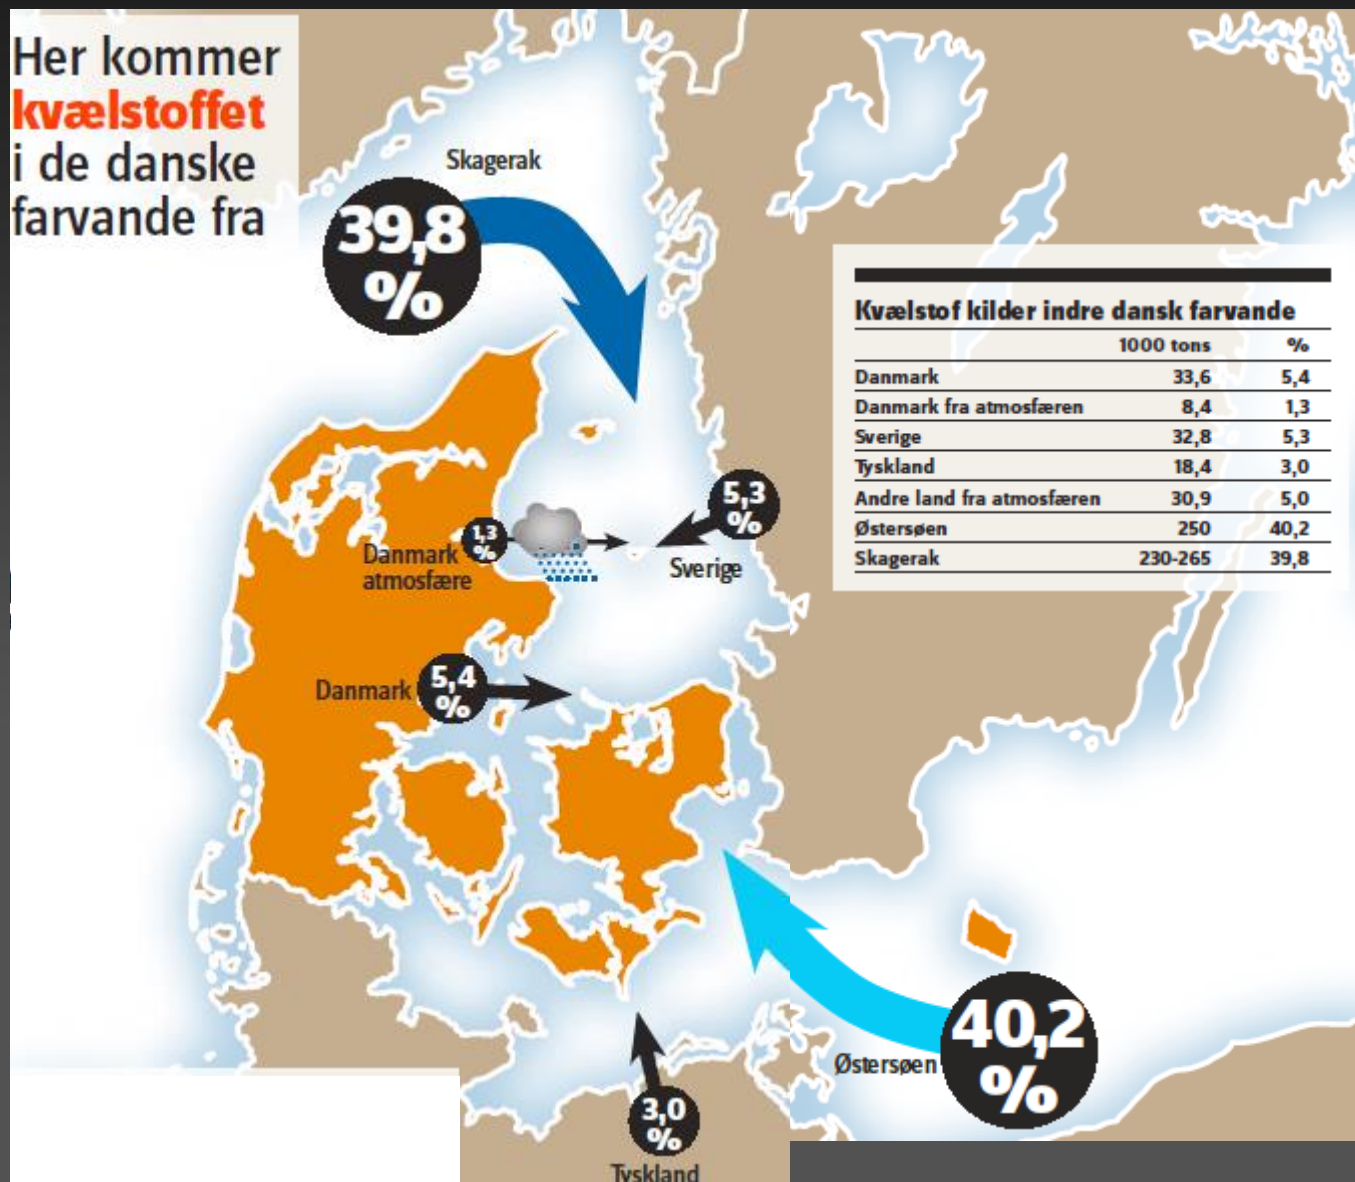 Her kommer
kvælstoffet
i de danske
farvande fra
Skagerak
39,8
%
Kvælstof kilder indre dansk farvande
1000 tons %
Danmark 33,6 5,4
Danmark fra atmosfæren 8,4 1,3
Sverige 32,8 5,3
Tyskland 18,4 3,0
Andre land fra atmosfæren 30,9 5,0
Østersøen 250 40,2
Skagerak 230-265 39,8
5,3
%
Sverige
1,3
%
Danmark
atmosfære
Danmark
5,4
%
40,2
%
Østersøen
3,0
%
Tyskland